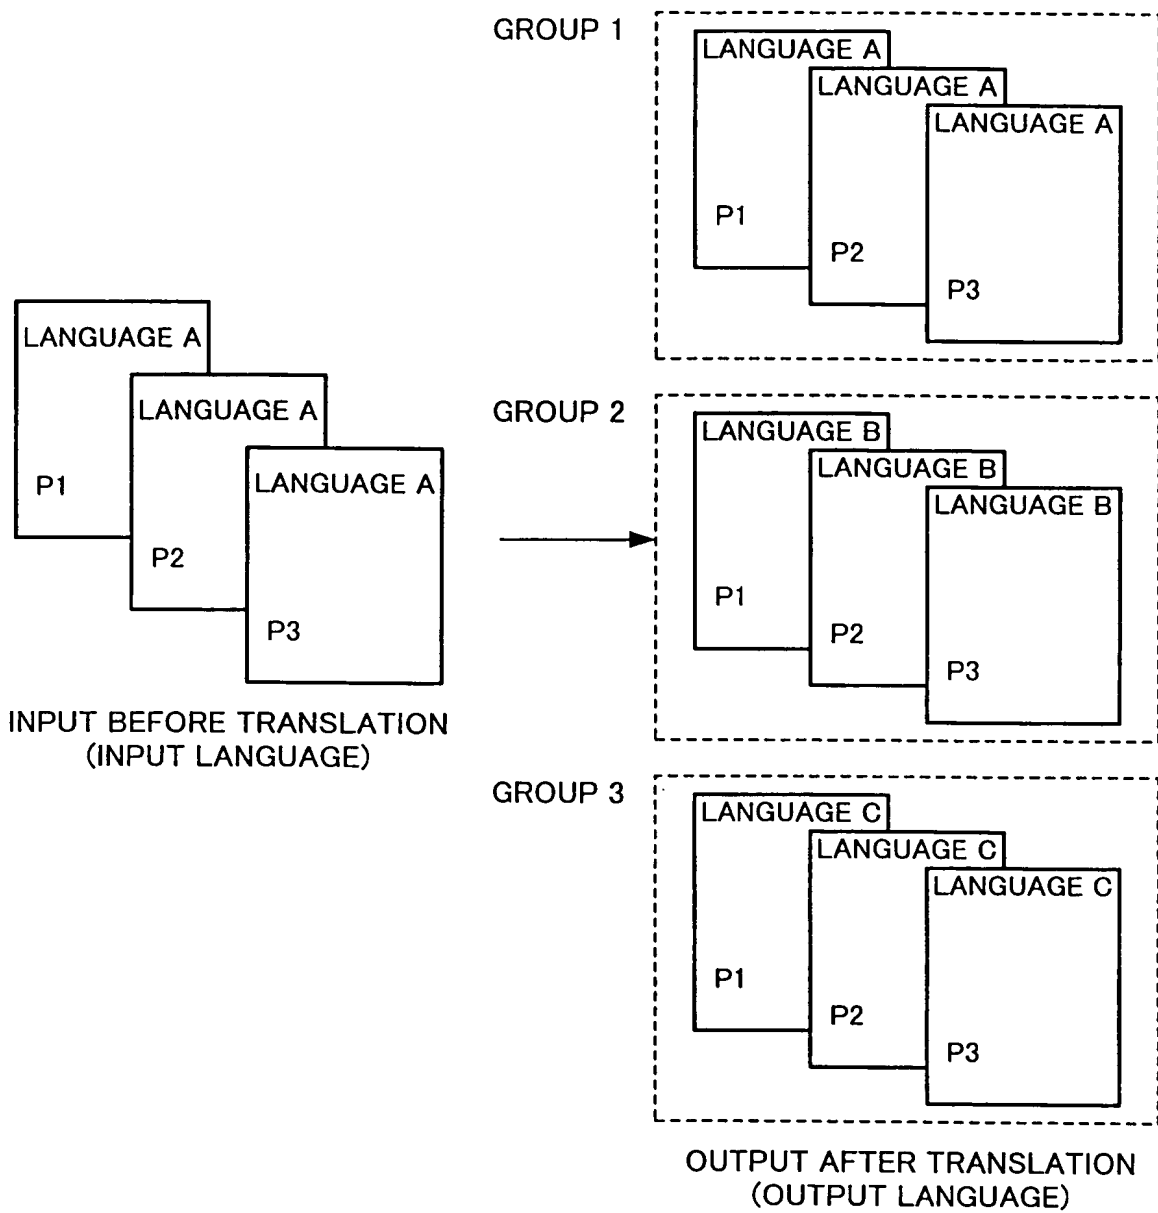 GROUP 1
LANGUAGE A
LANGUAGE A
LANGUAGE A
P1
P2
P3
LANGUAGE A
LANGUAGE A
LANGUAGE A
P1
P2
P3
INPUT BEFORE TRANSLATION
(INPUT LANGUAGE)
GROUP 2
LANGUAGE B
LANGUAGE B
LANGUAGE B
P1
P2
P3
GROUP 3
LANGUAGE C
LANGUAGE C
LANGUAGE C
P1
P2
P3
OUTPUT AFTER TRANSLATION
(OUTPUT LANGUAGE)